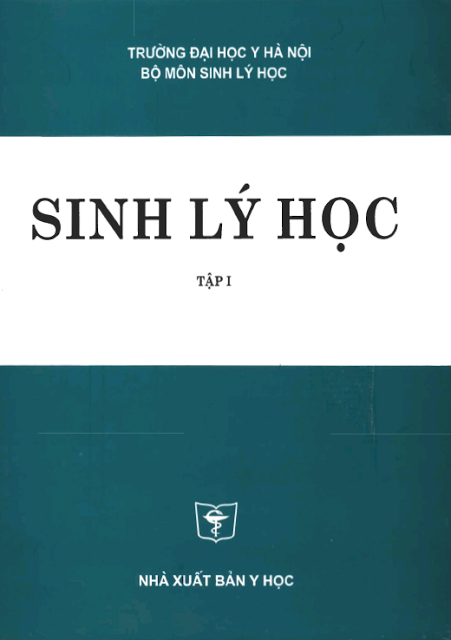 TRƯỜNG ĐẠI HỌC Y HÀ NỘI
BỘ MÔN SINH LÝ HỌC
SINH LÝ HỌC
TẬP I
NHÀ XUẤT BẢN Y HỌC